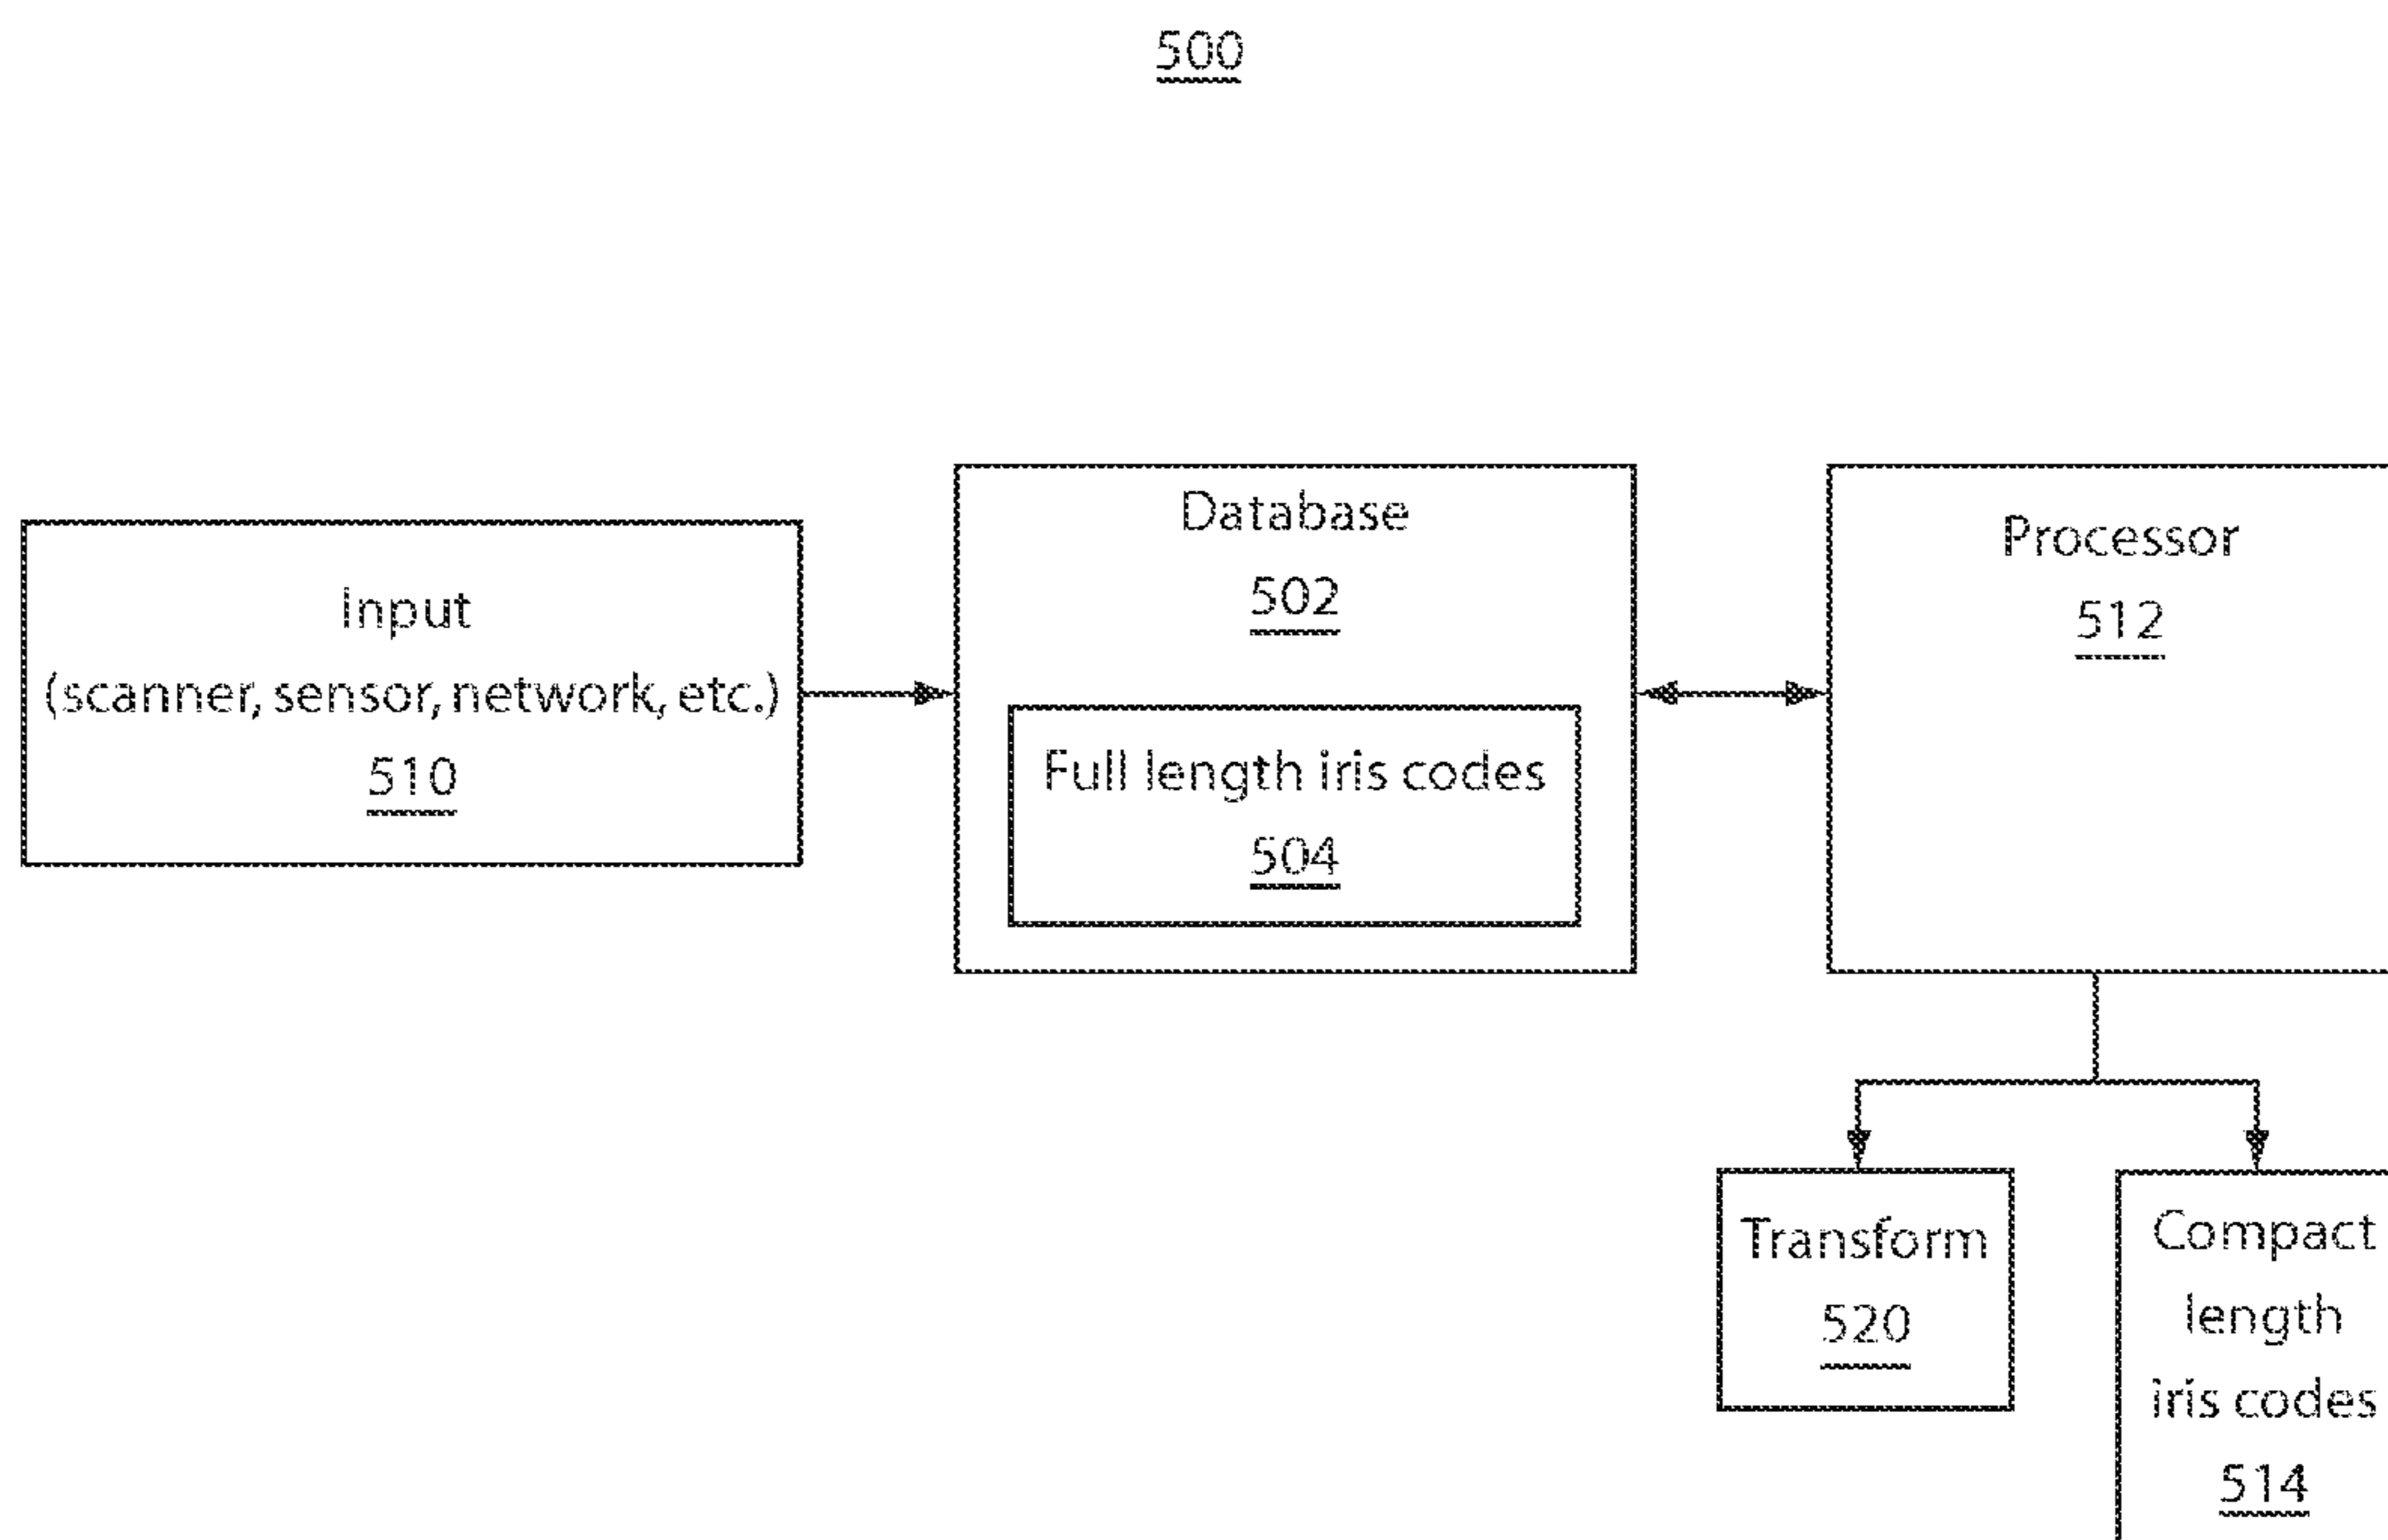 500
Input
(scanner, sensor, network, etc.)
510
Database
502
Full length iris codes
504
Processor
512
Transform
520
Compact
length
iris codes
514